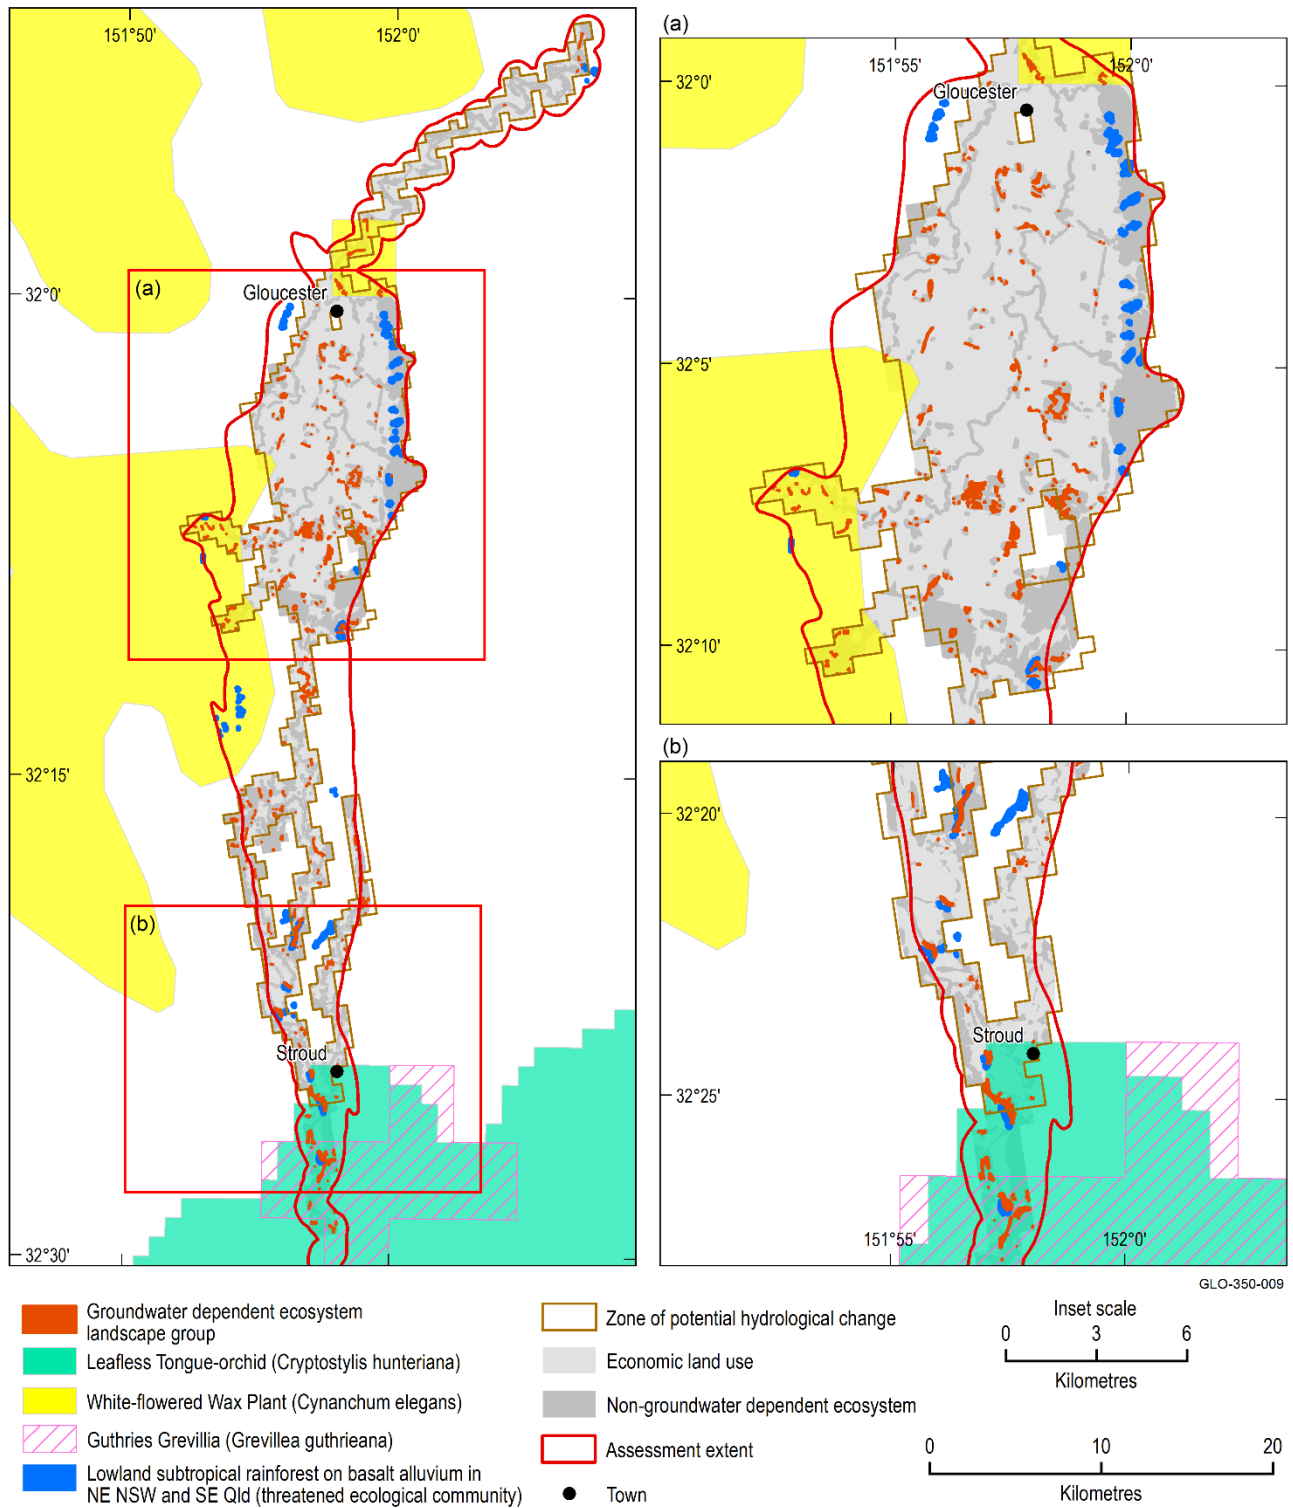 151°50'
152°0'
32°0'
(a)
Gloucester
32°15'
(b)
Stroud
32°30'
(a)
151°55'
152°0'
32°0'
Gloucester
32°5'
32°10'
(b)
32°20'
Stroud
32°25'
151°55'
152°0'
GLO-350-009
Groundwater dependent ecosystem
landscape group
Leafless Tongue-orchid (Cryptostylis hunteriana)
White-flowered Wax Plant (Cynanchum elegans)
Guthries Grevillia (Grevillea guthrieana)
Lowland subtropical rainforest on basalt alluvium in
NE NSW and SE Qld (threatened ecological community)
Zone of potential hydrological change
Economic land use
Non-groundwater dependent ecosystem
Assessment extent
Town
Inset scale
0 3 6
Kilometres
0 10 20
Kilometres